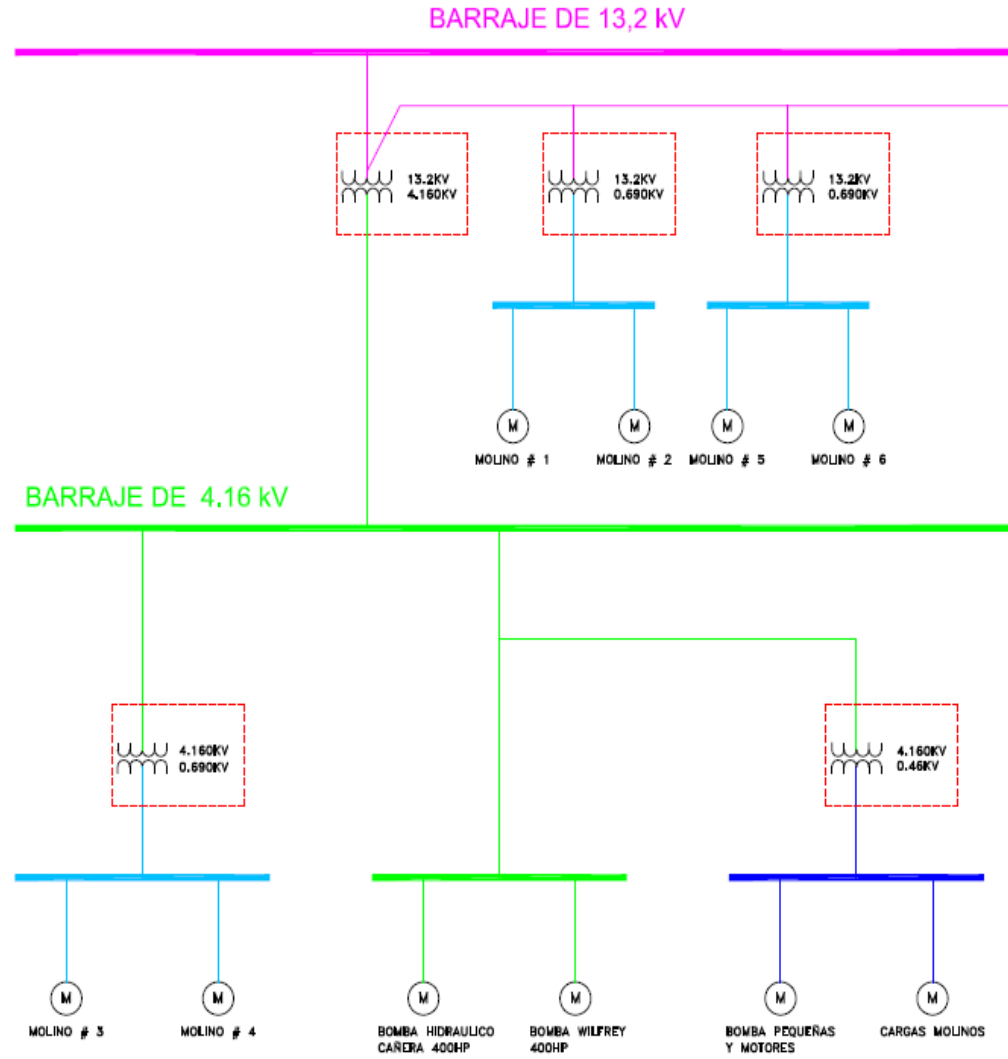 BARRAJE DE 13,2 kV
13.2KV
4.160KV
13.2KV
0.690KV
13.2KV
0.690KV
M
M
M
M
MOLINO # 1
MOLINO # 2
MOLINO # 5
MOLINO # 6
BARRAJE DE 4.16 kV
4.160KV
0.690KV
4.160KV
0.46KV
M
M
M
M
M
M
MOLINO # 3
MOLINO # 4
BOMBA HIDRAULICO
CAÑERA 400HP
BOMBA WILFREY
400HP
BOMBA PEQUEÑAS
Y MOTORES
CARGAS MOLINOS